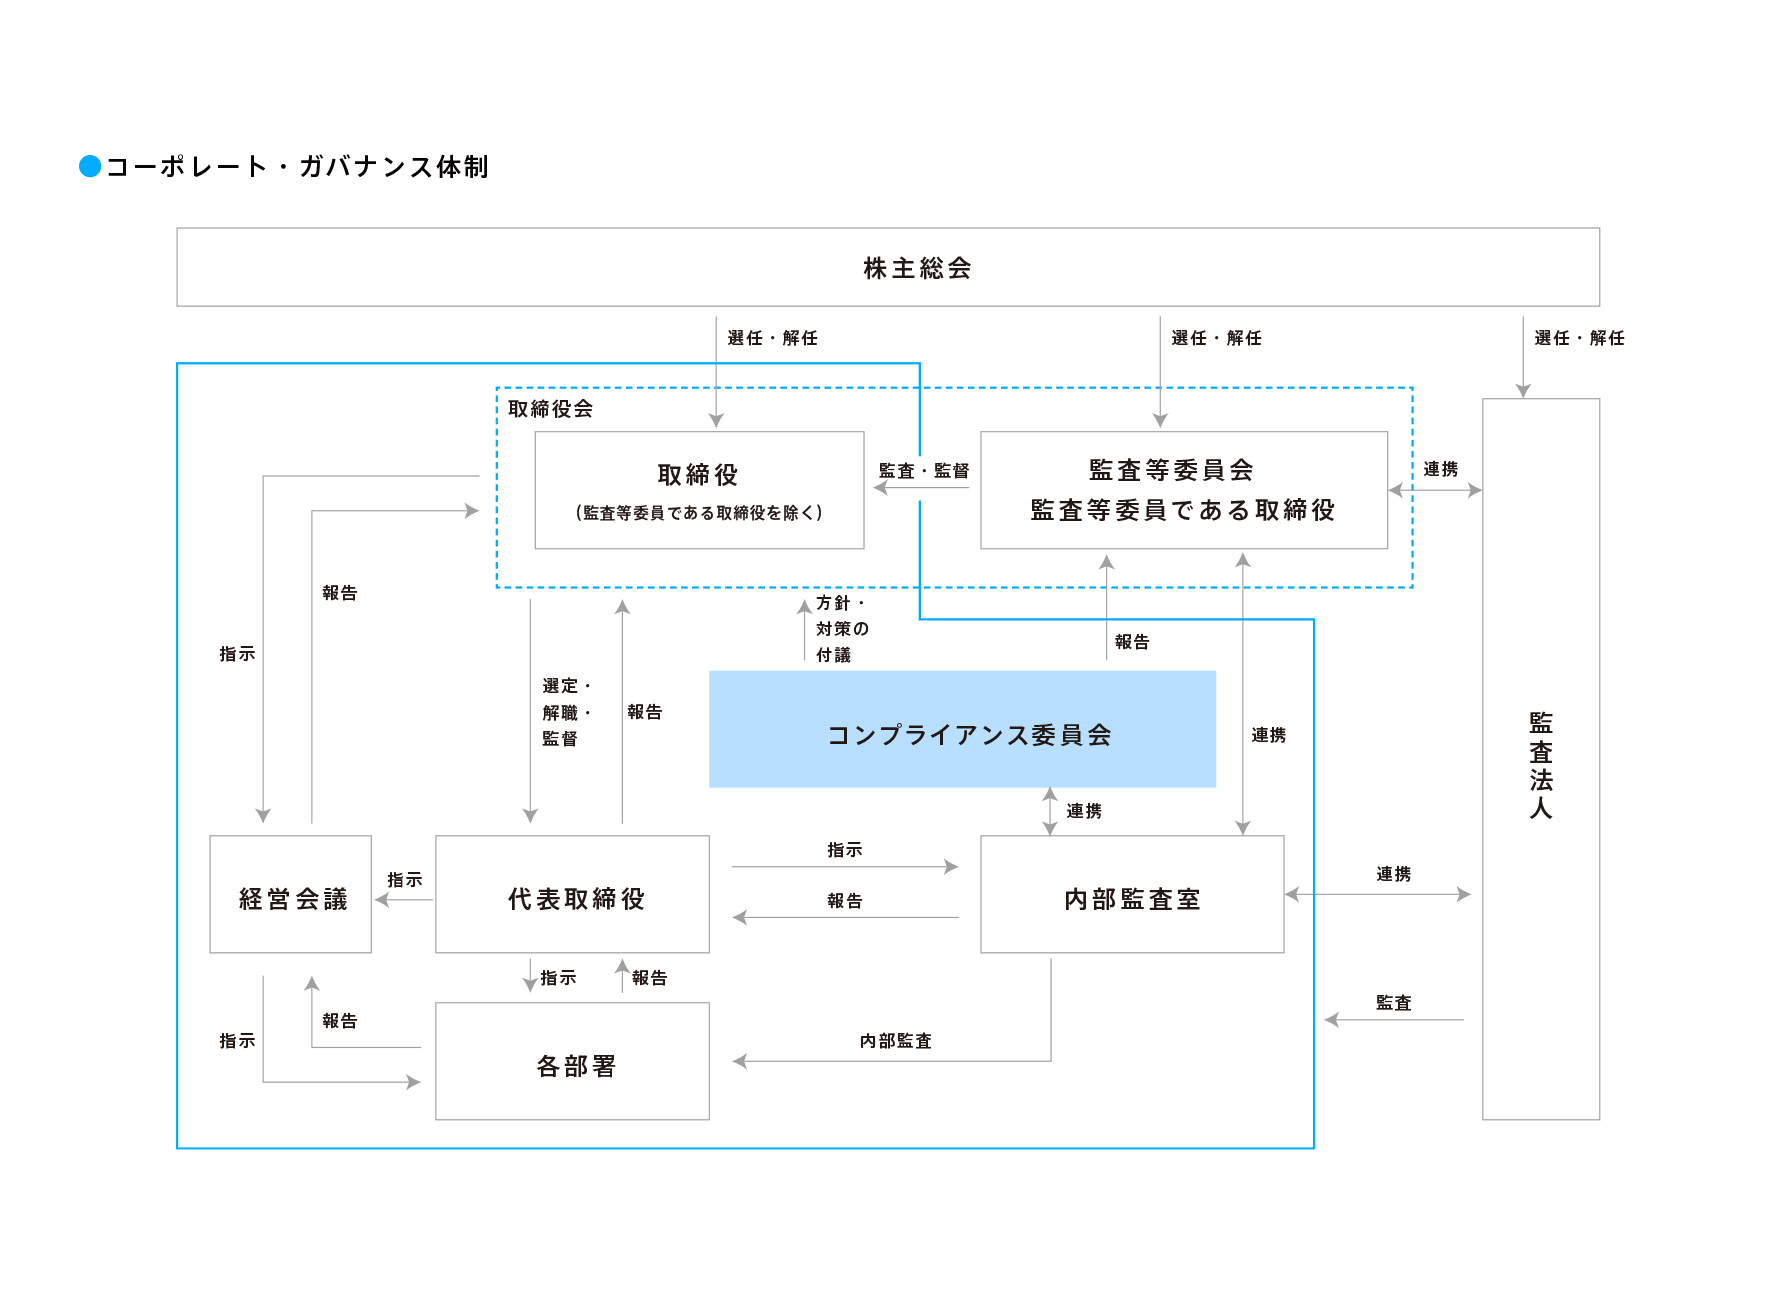 ●コーポレート・ガバナンス体制
株主総会
選任・解任
選任・解任
選任・解任
取締役会
取締役
(監査等委員である取締役を除く)
監査・監督
監査等委員会
監査等委員である取締役
連携
報告
指示
方針・
対策の
付議
報告
選定・
解職・
監督
報告
コンプライアンス委員会
連携
監査法人
連携
指示
経営会議
指示
代表取締役
報告
内部監査室
連携
指示
報告
監査
報告
指示
各部署
内部監査